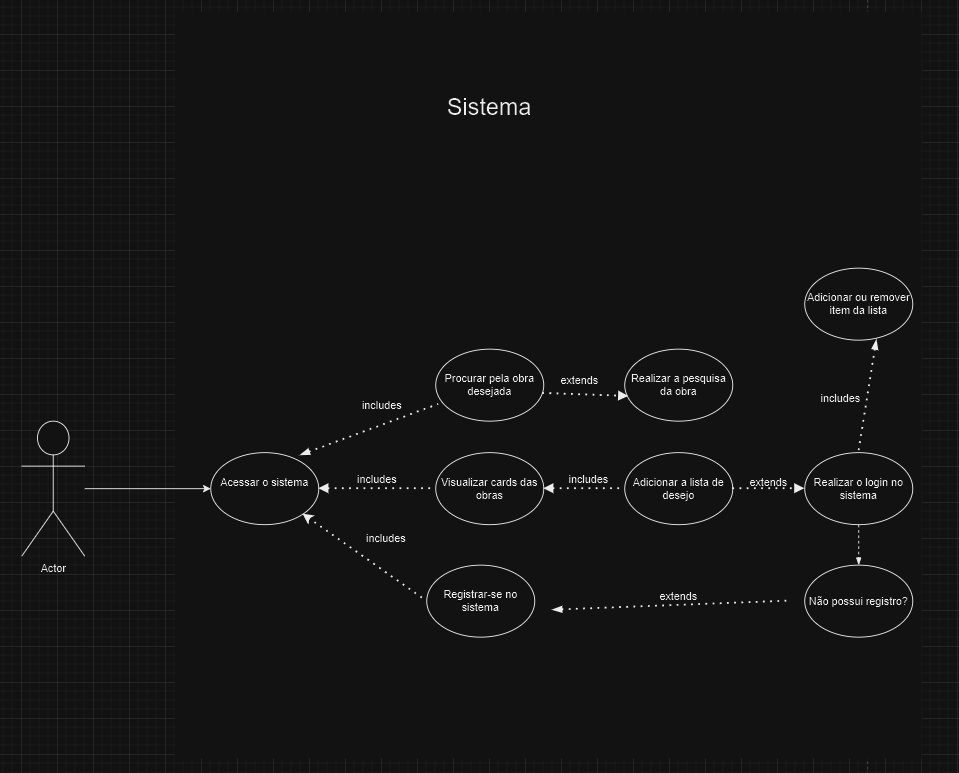 Sistema
Adicionar ou remover
item da lista
Procurar pela obra
desejada
extends
Realizar a pesquisa
da obra
includes
includes
Acessar o sistema
includes
Visualizar cards das
obras
includes
Adicionar a lista de
desejo
extends
Realizar o login no
sistema
includes
Actor
Registrar-se no
sistema
extends
Não possui registro?